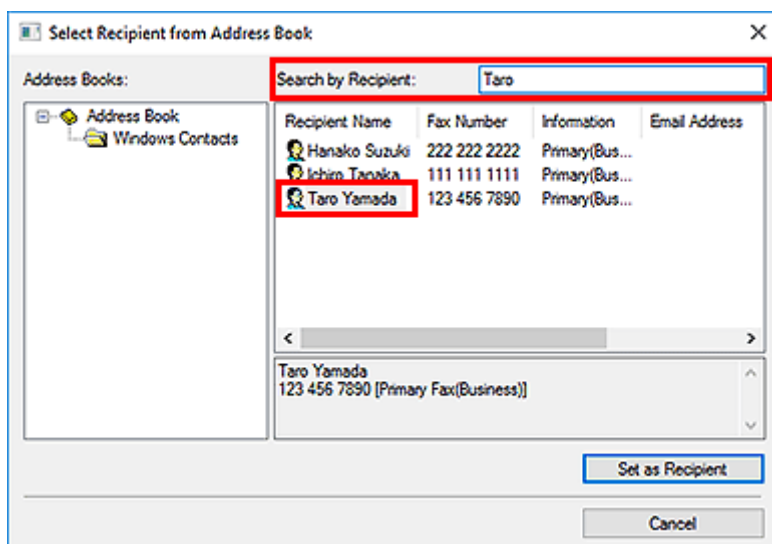 Select Recipient from Address Book
Address Books:
Search by Recipient: Taro
Address Book
Windows Contacts
Recipient Name Fax Number Information Email Address
Hanako Suzuki 222 222 2222 Primary(Bus...
Ichiro Tanaka 111 111 1111 Primary(Bus...
Taro Yamada 123 456 7890 Primary(Bus...
Taro Yamada
123 456 7890 [Primary Fax(Business)]
Set as Recipient
Cancel